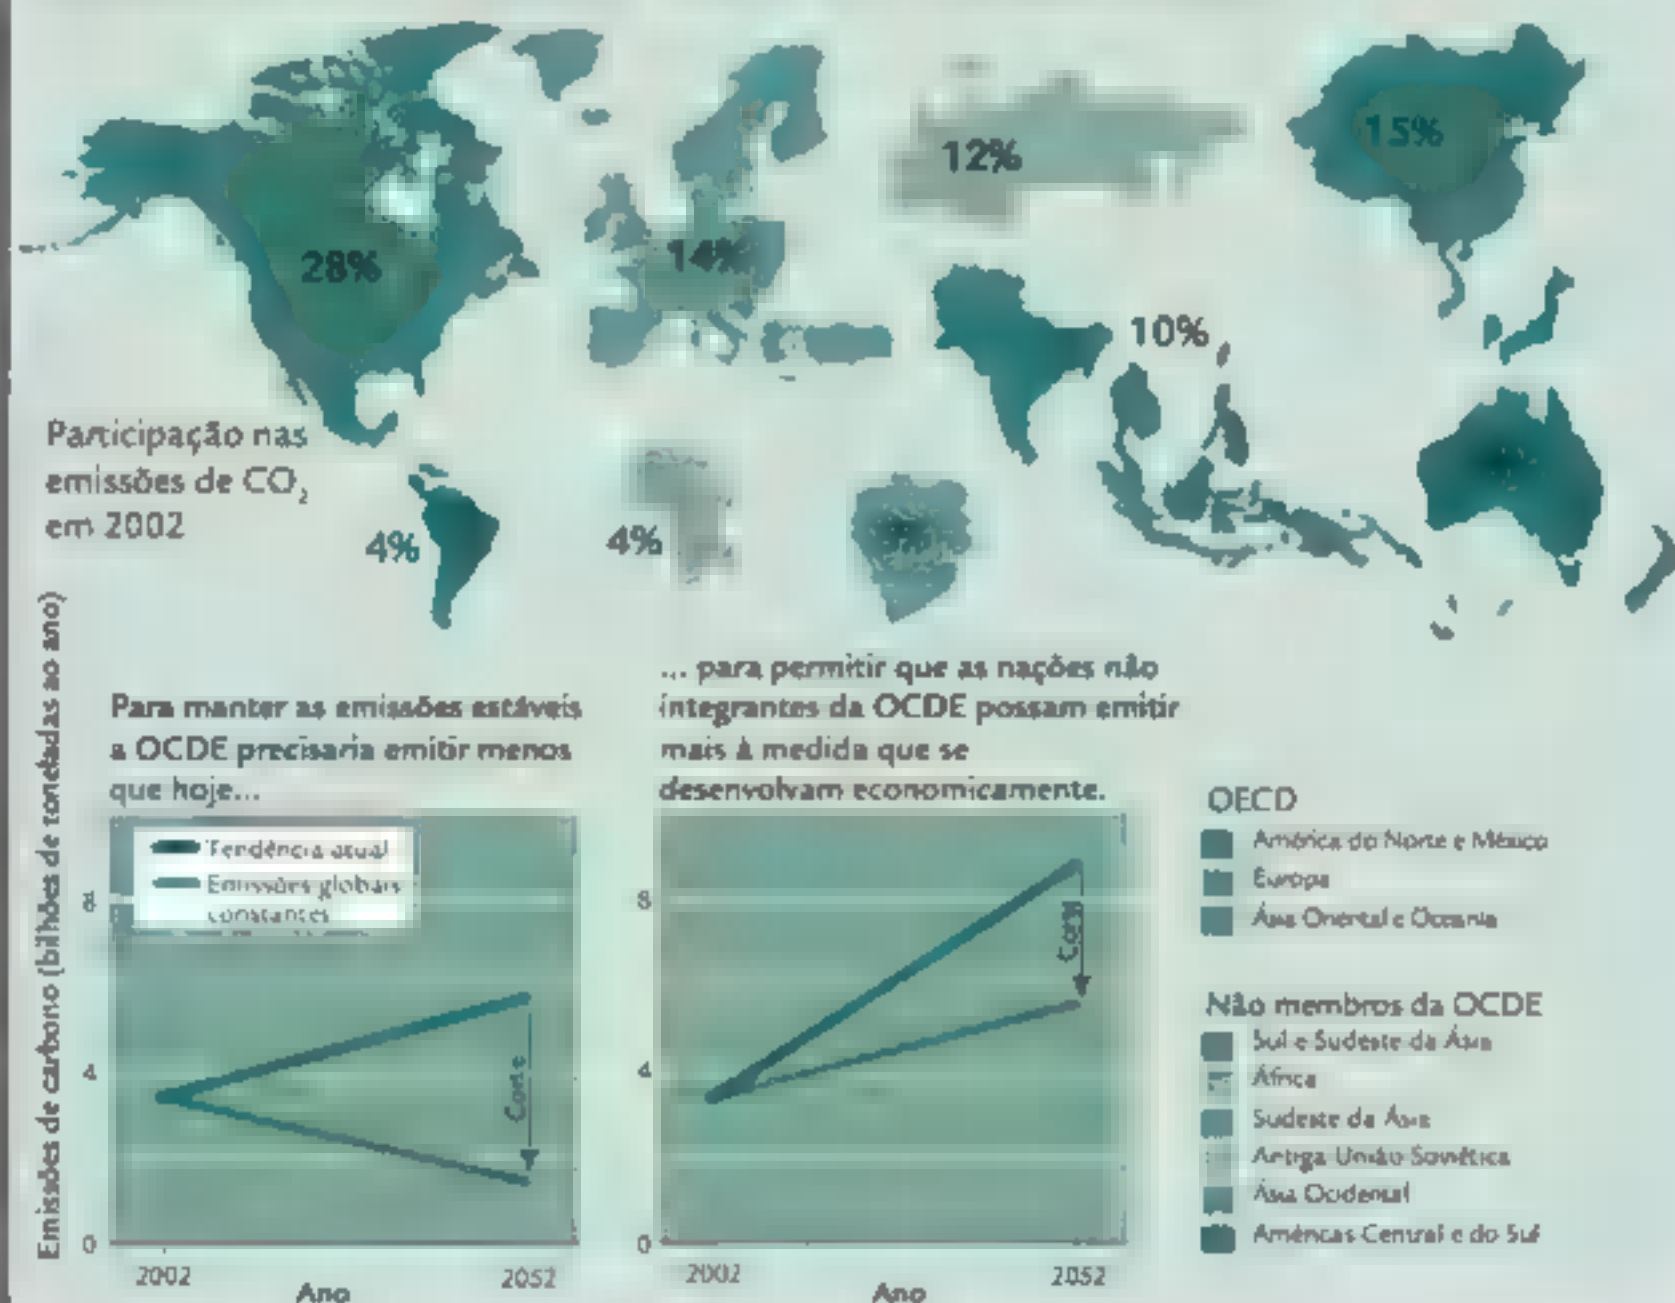 28%
14%
12%
15%
10%
4%
4%
Participação nas
emissões de CO₂
em 2002
Emissões de carbono (bilhões de toneladas ao ano)
Para manter as emissões estáveis
a OCDE precisaria emitir menos
que hoje...
Tendência atual
Emissões globais
constantes
8
4
0
Corte
2002
2052
Ano
... para permitir que as nações não
integrantes da OCDE possam emitir
mais à medida que se
desenvolvam economicamente.
8
4
0
Corte
2002
2052
Ano
OECD
América do Norte e México
Europa
Ásia Oriental e Oceania
Não membros da OCDE
Sul e Sudeste da Ásia
África
Sudeste da Ásia
Antiga União Soviética
Ásia Ocidental
Américas Central e do Sul